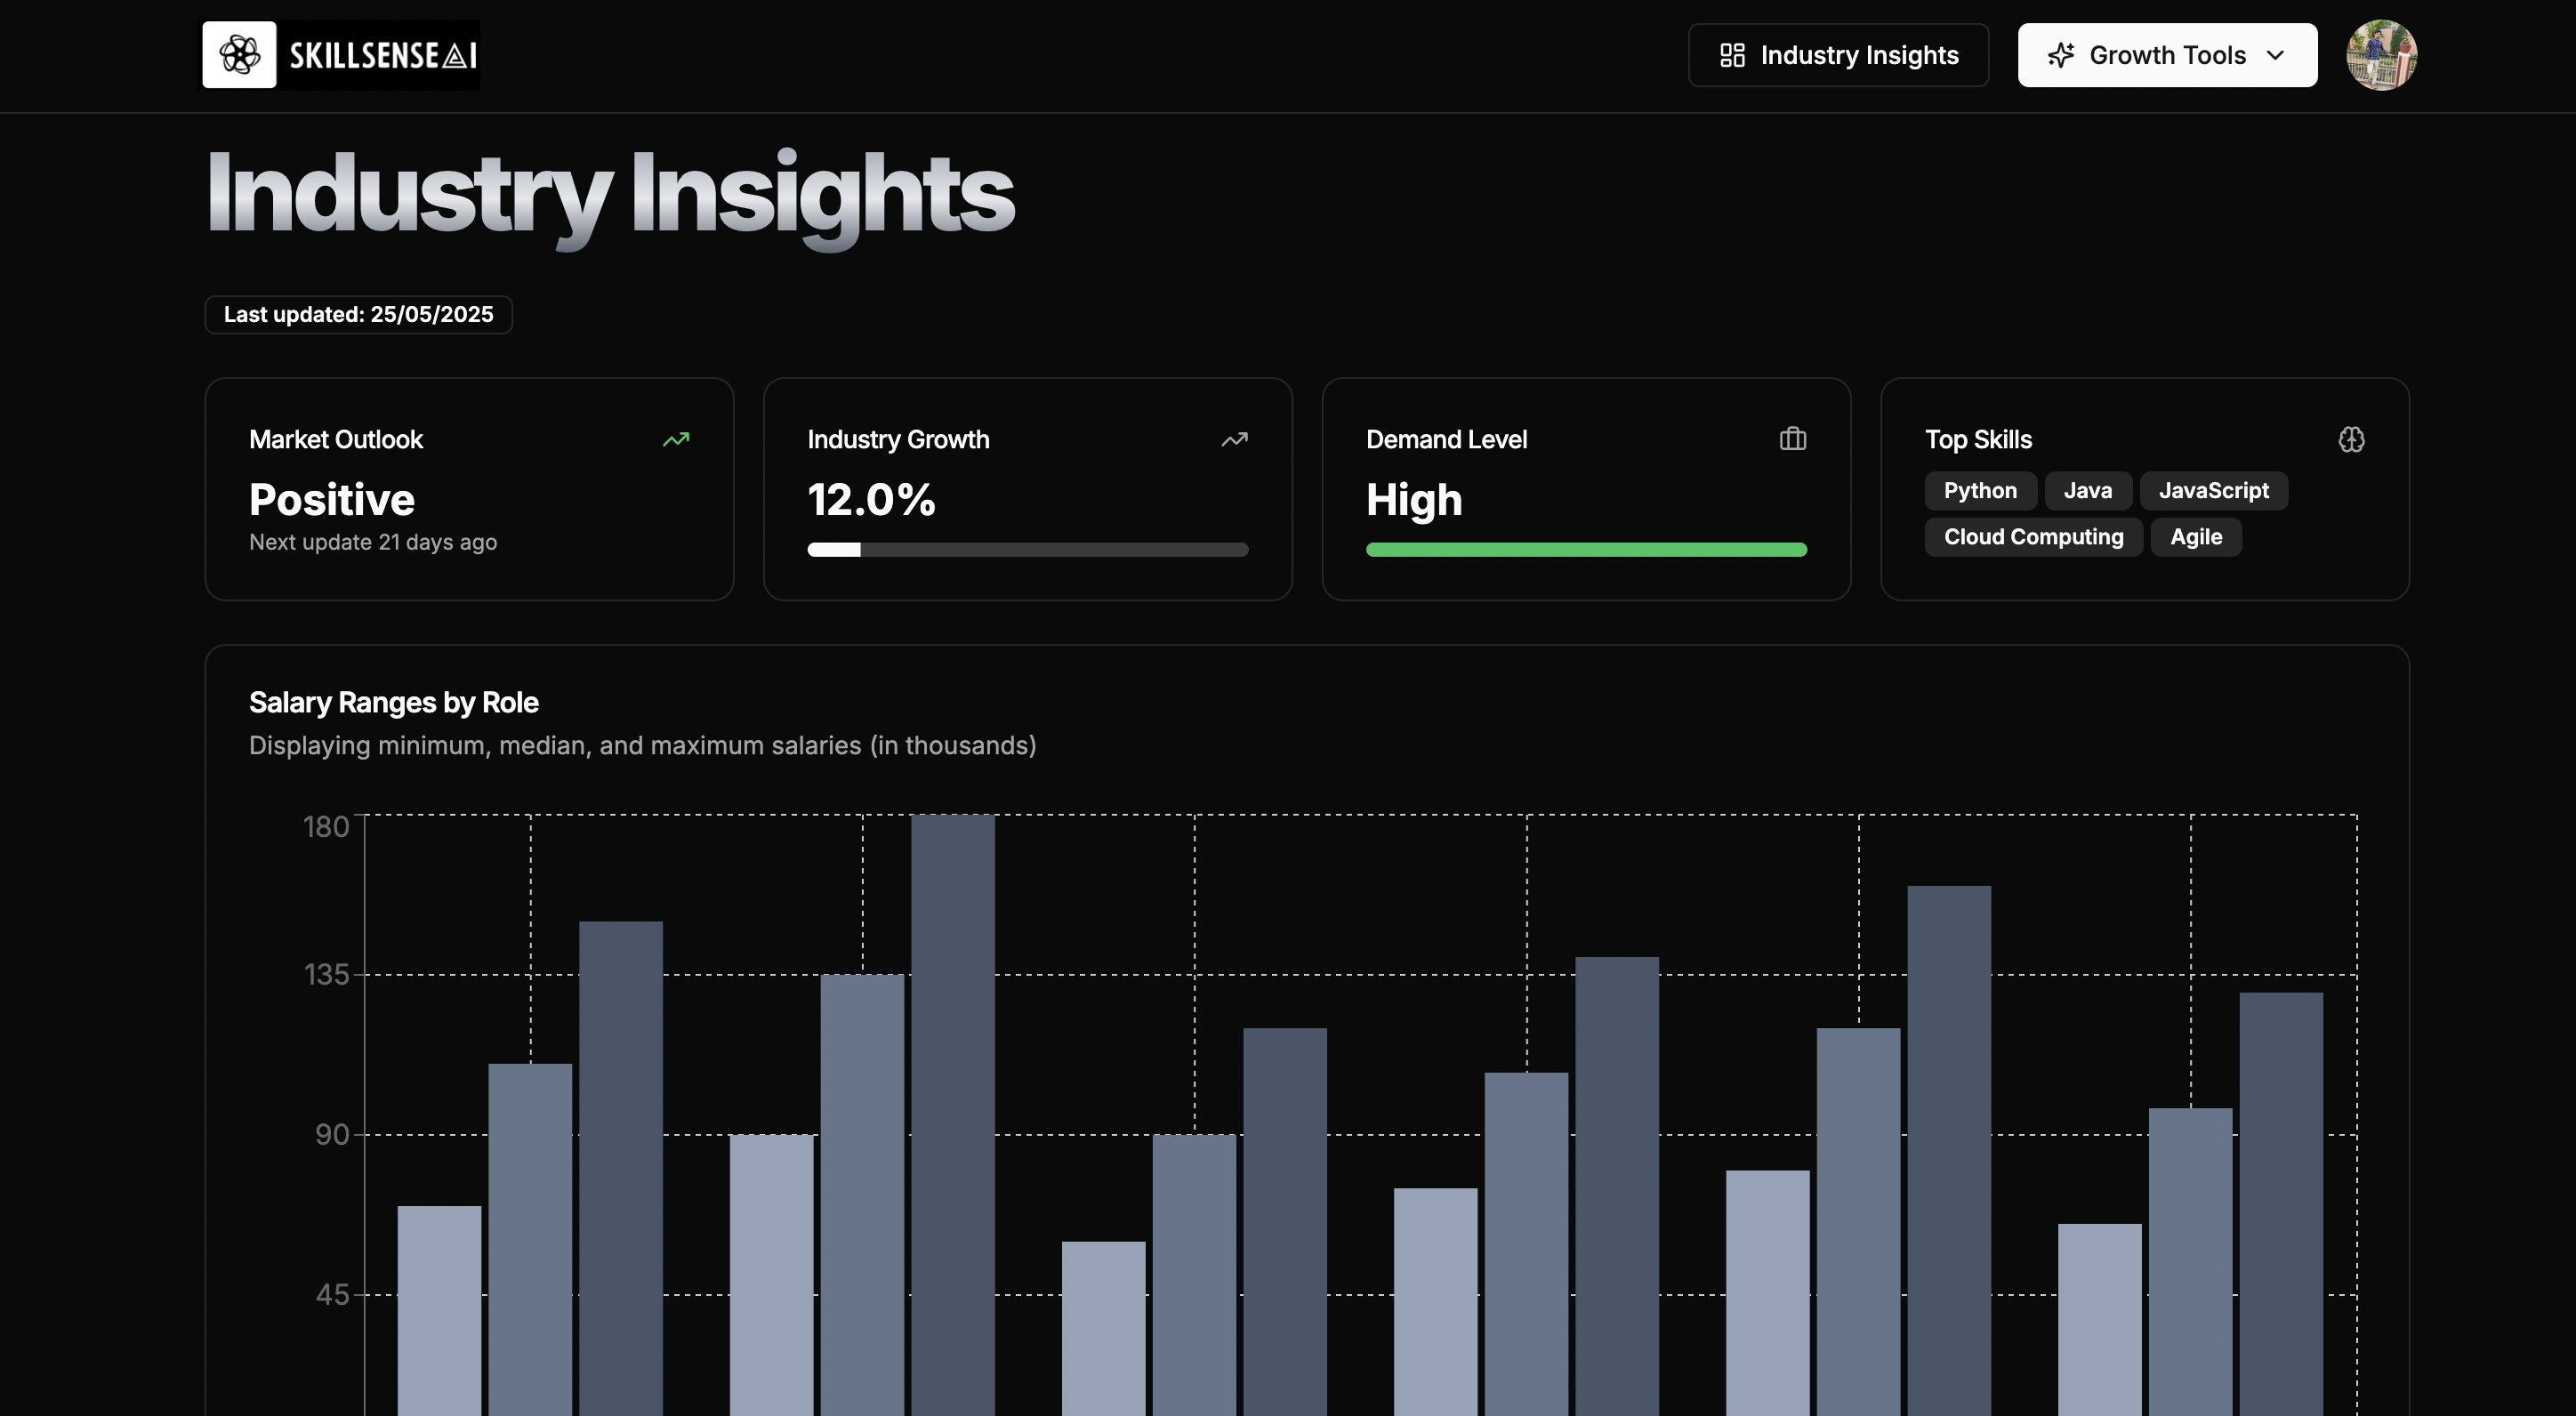 SKILLSENSEAI
Industry Insights
Growth Tools
Industry Insights
Last updated: 25/05/2025
Market Outlook
Positive
Next update 21 days ago
Industry Growth
12.0%
Demand Level
High
Top Skills
Python Java JavaScript
Cloud Computing Agile
Salary Ranges by Role
Displaying minimum, median, and maximum salaries (in thousands)
180
135
90
45